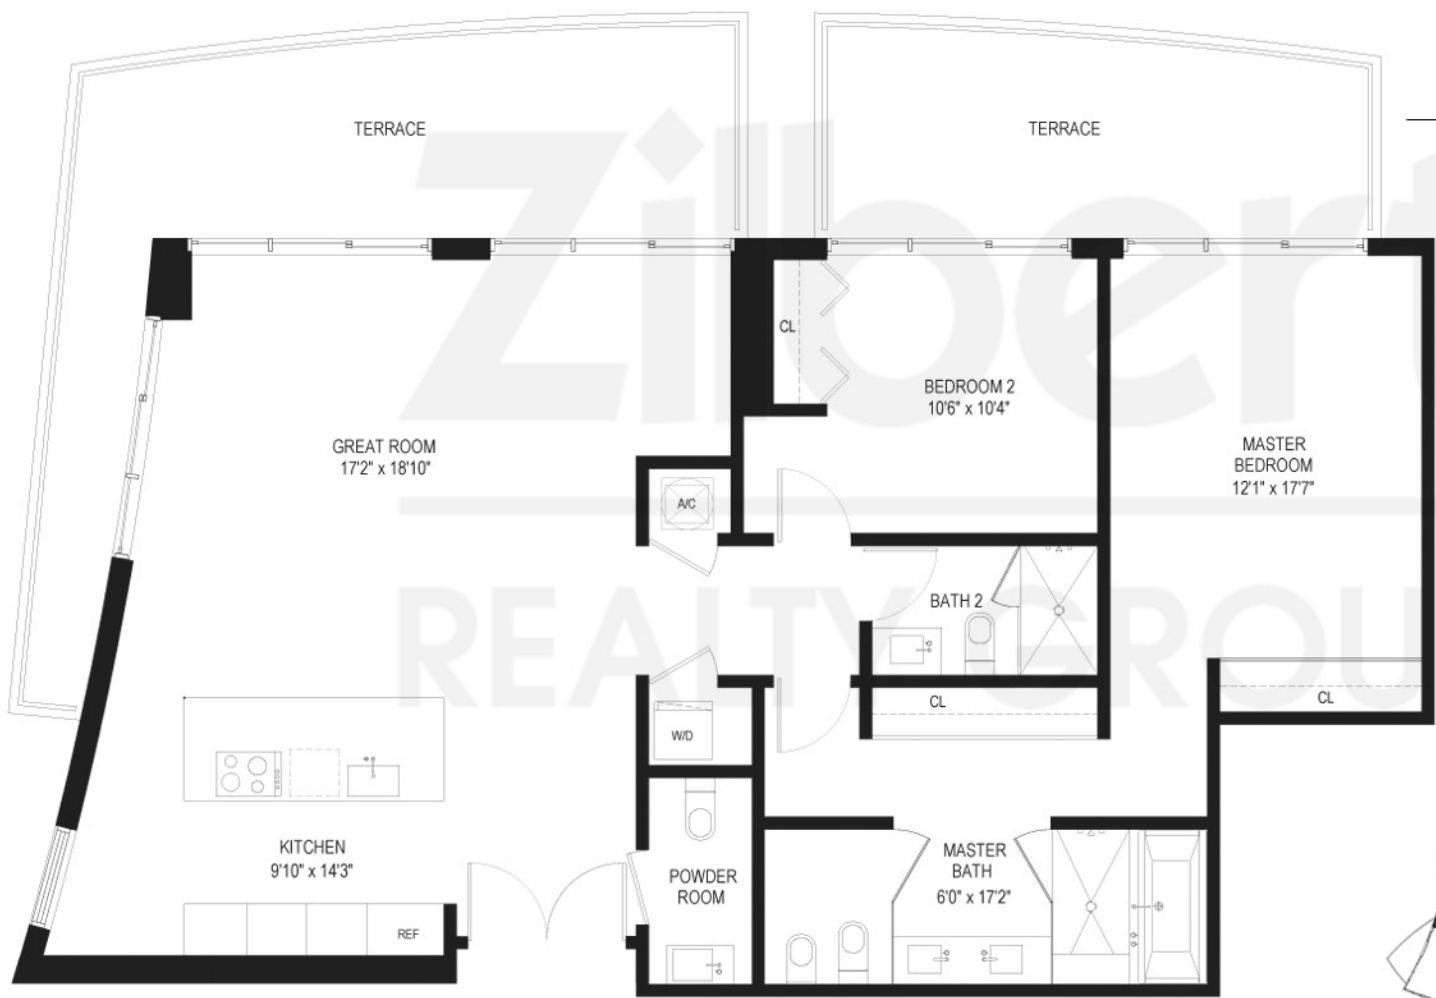 TERRACE
TERRACE
Zilbert
REALTY GROU
CL
BEDROOM 2
10'6" x 10'4"
GREAT ROOM
17'2" x 18'10"
MASTER
BEDROOM
12'1" x 17'7"
A/C
BATH 2
CL
CL
W/D
KITCHEN
9'10" x 14'3"
POWDER
ROOM
MASTER
BATH
6'0" x 17'2"
REF